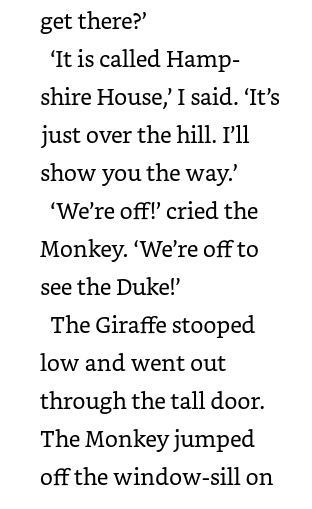 get there?’
‘It is called Hamp-
shire House,’ I said. ‘It’s
just over the hill. I’ll
show you the way.’
‘We’re off!’ cried the
Monkey. ‘We’re off to
see the Duke!’
The Giraffe stooped
low and went out
through the tall door.
The Monkey jumped
off the window-sill on